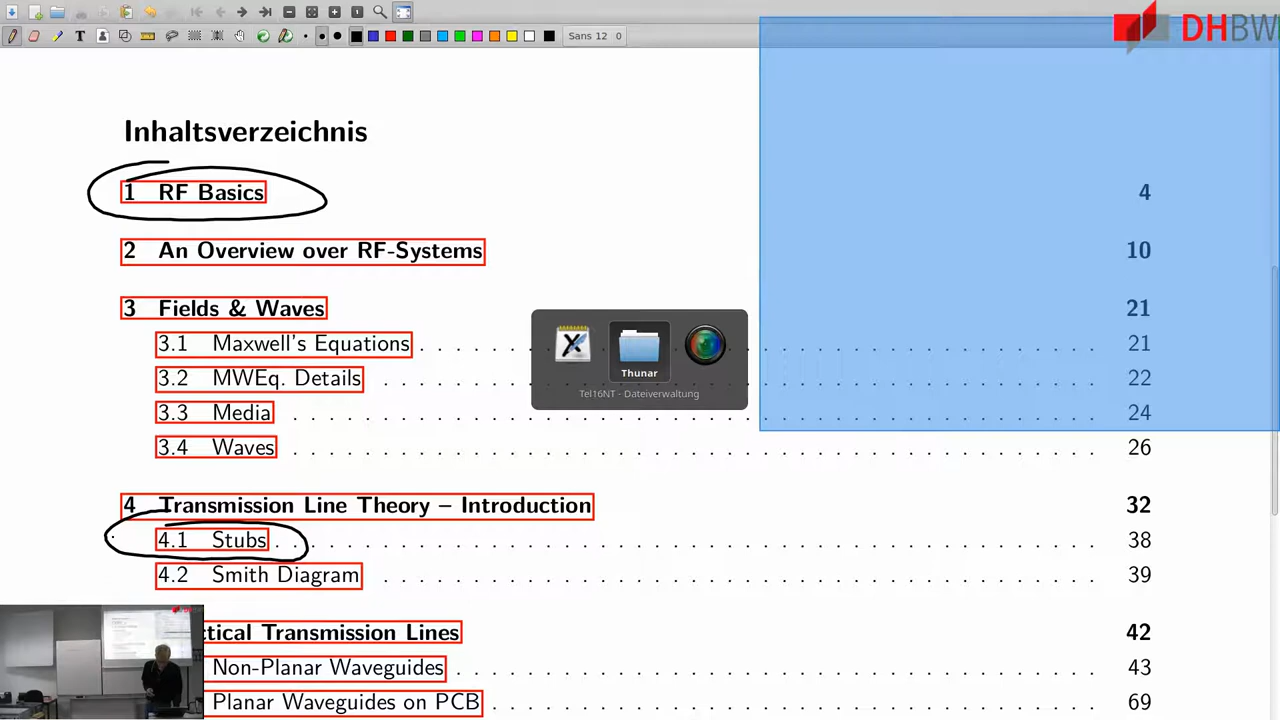 Sans 12
DHBW
Inhaltsverzeichnis
1 RF Basics 4
2 An Overview over RF-Systems 10
3 Fields & Waves 21
3.1 Maxwell's Equations 21
3.2 MWEq. Details 22
3.3 Media 24
3.4 Waves 26
Thunar
Tel16NT - Dateiverwaltung
4 Transmission Line Theory – Introduction 32
4.1 Stubs 38
4.2 Smith Diagram 39
ctical Transmission Lines 42
Non-Planar Waveguides 43
Planar Waveguides on PCB 69